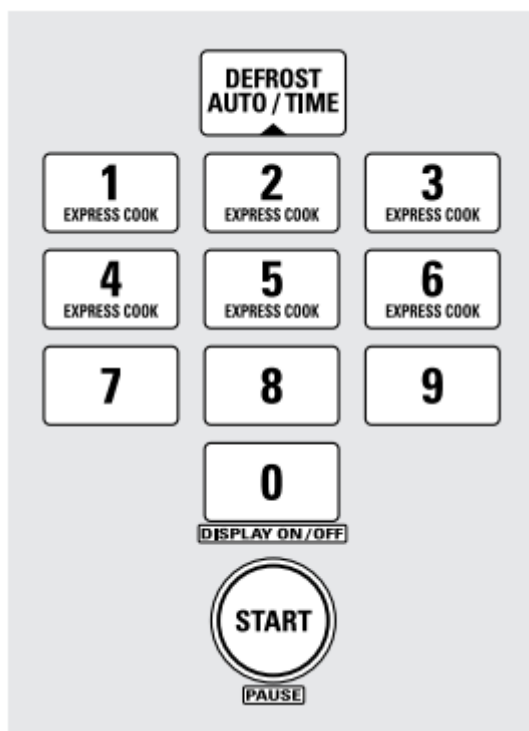 DEFROST
AUTO / TIME
1 2 3
EXPRESS COOK EXPRESS COOK EXPRESS COOK
4 5 6
EXPRESS COOK EXPRESS COOK EXPRESS COOK
7 8 9
0
DISPLAY ON/OFF
START
PAUSE